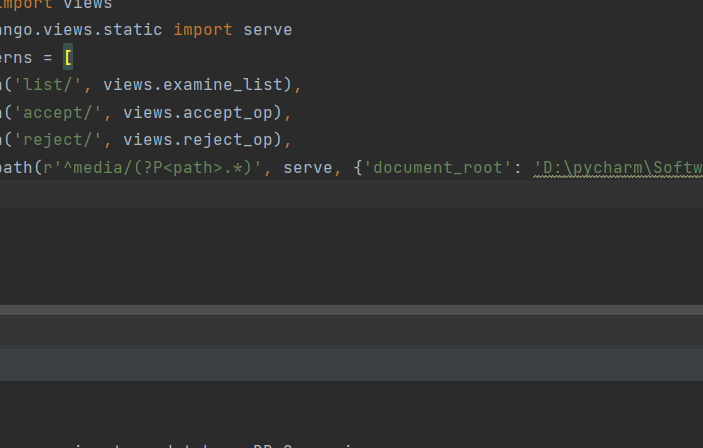 import views
ngo.views.static import serve
erns = [
('list/', views.examine_list),
('accept/', views.accept_op),
('reject/', views.reject_op),
path(r'^media/(?P<path>.*)', serve, {'document_root': 'D:\pycharm\Softw